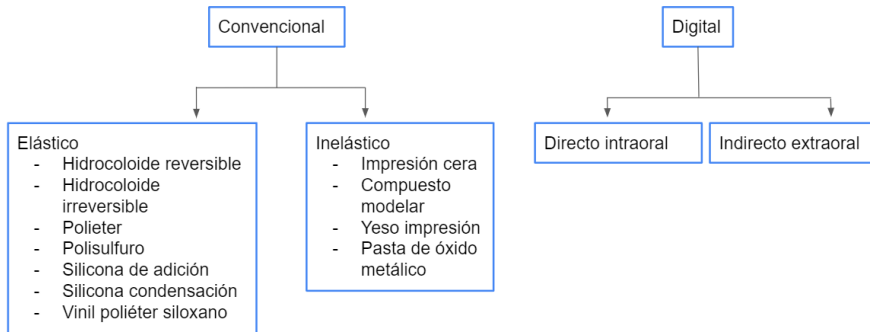 Convencional
Digital
Elástico
- Hidrocoloide reversible
- Hidrocoloide
irreversible
- Polieter
- Polisulfuro
- Silicona de adición
- Silicona condensación
- Vinil poliéter siloxano
Inelástico
- Impresión cera
- Compuesto
modelar
- Yeso impresión
- Pasta de óxido
metálico
Directo intraoral
Indirecto extraoral